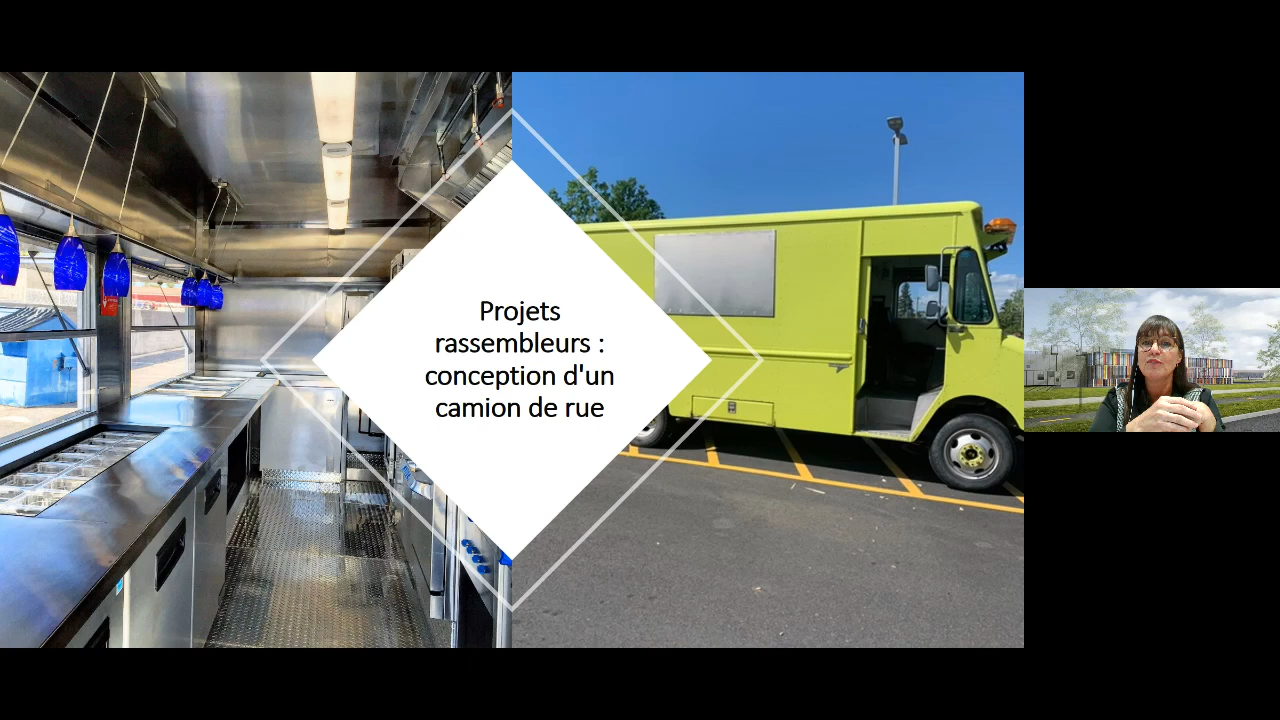 Projets
rassembleurs :
conception d'un
camion de rue